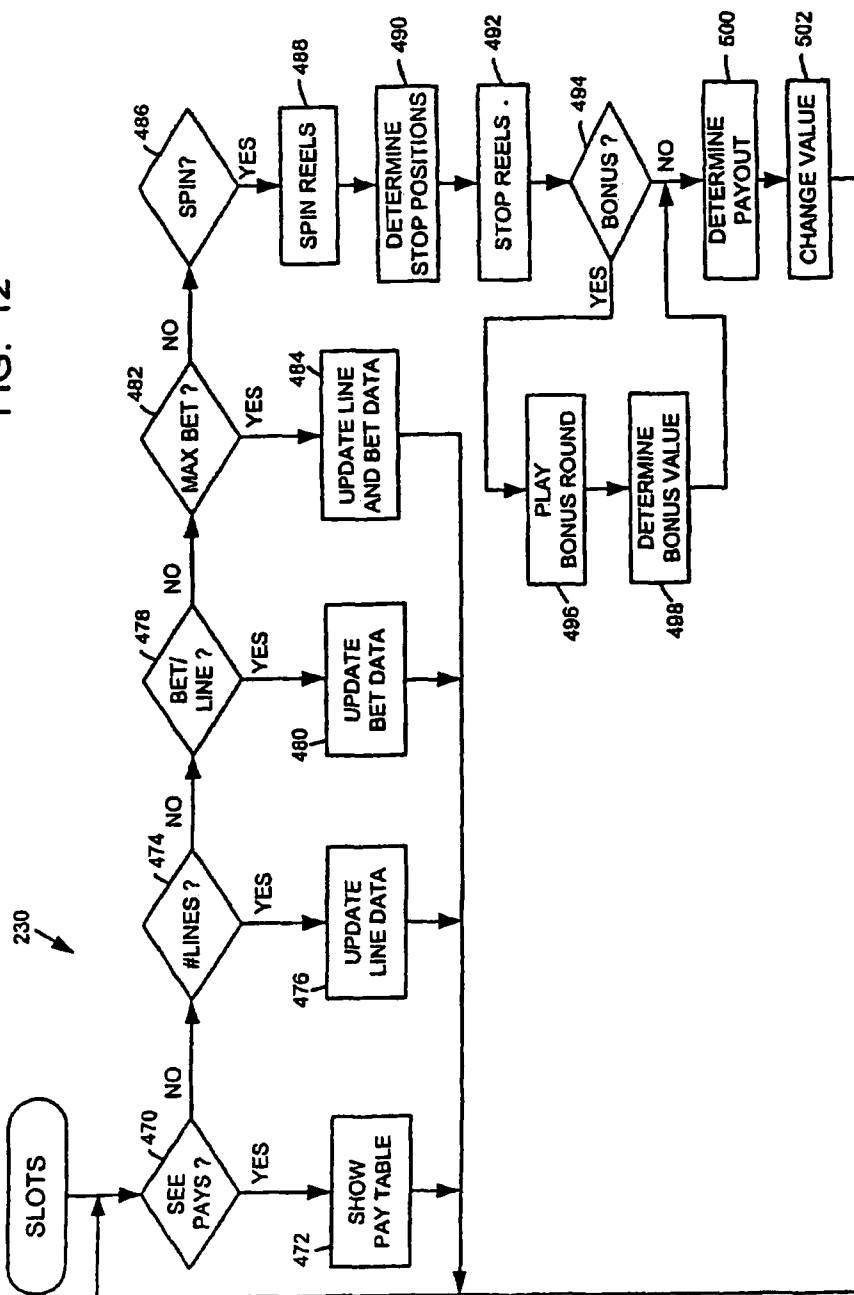 FIG. 12
230
SLOTS
470
SEE
PAYS ?
NO
YES
472
SHOW
PAY TABLE
474
#LINES ?
NO
YES
476
UPDATE
LINE DATA
478
BET/
LINE ?
NO
YES
480
UPDATE
BET DATA
482
MAX BET ?
NO
YES
484
UPDATE LINE
AND BET DATA
486
SPIN?
YES
488
SPIN REELS
490
DETERMINE
STOP POSITIONS
492
STOP REELS .
494
BONUS ?
YES
NO
496
PLAY
BONUS ROUND
498
DETERMINE
BONUS VALUE
500
DETERMINE
PAYOUT
502
CHANGE VALUE